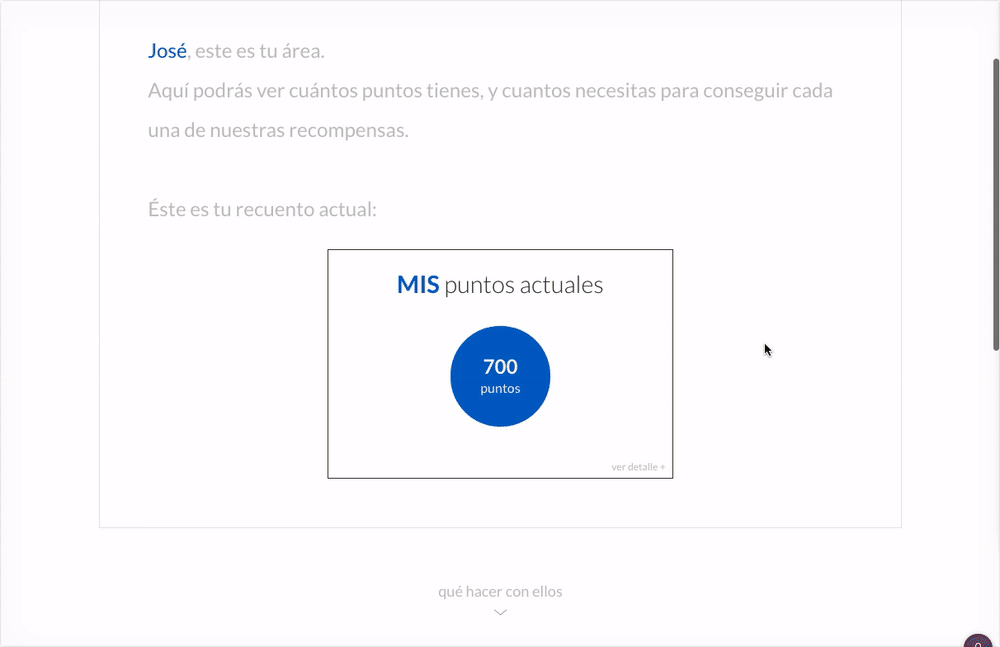 José, este es tu área.
Aquí podrás ver cuántos puntos tienes, y cuantos necesitas para conseguir cada
una de nuestras recompensas.
Éste es tu recuento actual:
MIS puntos actuales
700
puntos
ver detalle +
qué hacer con ellos